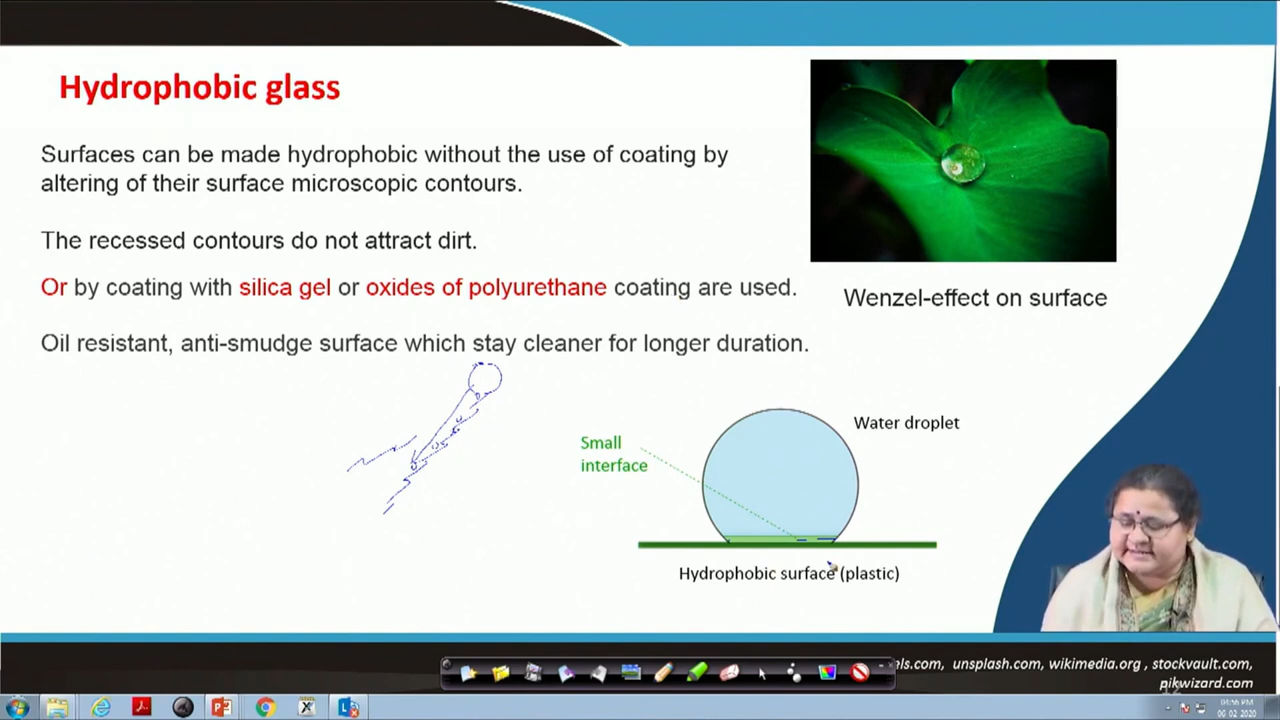 Hydrophobic glass
Surfaces can be made hydrophobic without the use of coating by
altering of their surface microscopic contours.
The recessed contours do not attract dirt.
Or by coating with silica gel or oxides of polyurethane coating are used.
Wenzel-effect on surface
Oil resistant, anti-smudge surface which stay cleaner for longer duration.
Water droplet
Small
interface
Hydrophobic surface (plastic)
unsplash.com, wikimedia.org , stockvault.com,
pikwizard.com